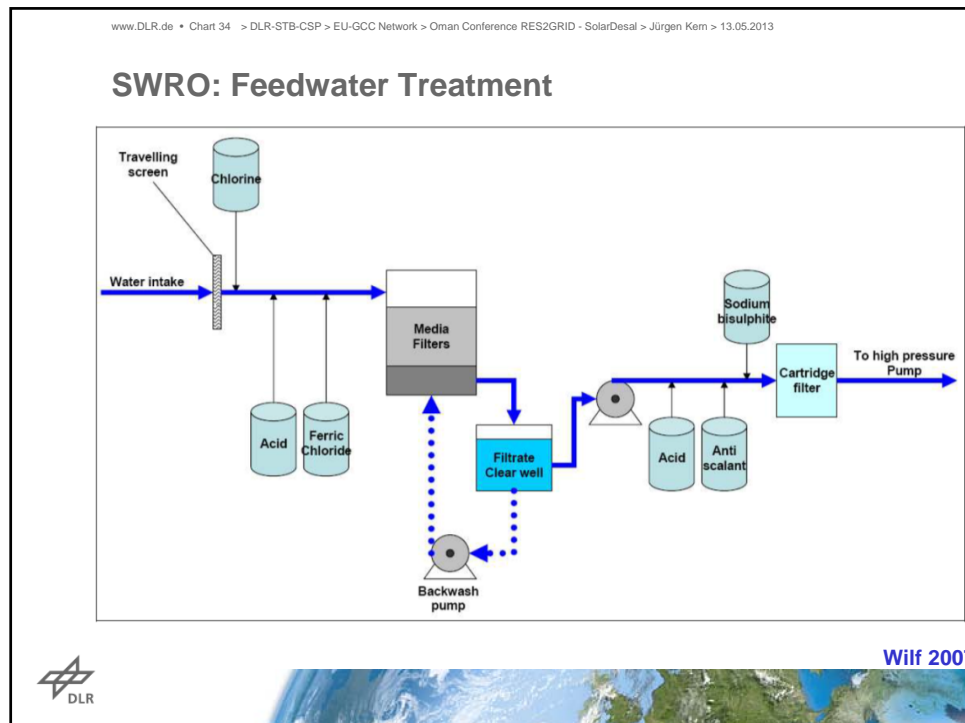 www.DLR.de • Chart 34 > DLR-STB-CSP > EU-GCC Network > Oman Conference RES2GRID - SolarDesal > Jürgen Kern > 13.05.2013
SWRO: Feedwater Treatment
Travelling
screen
Chlorine
Water intake
Media
Filters
Sodium
bisulphite
To high pressure
Pump
Cartridge
filter
Acid
Ferric
Chloride
Filtrate
Clear well
Acid
Anti
scalant
Backwash
pump
Wilf 2007
DLR